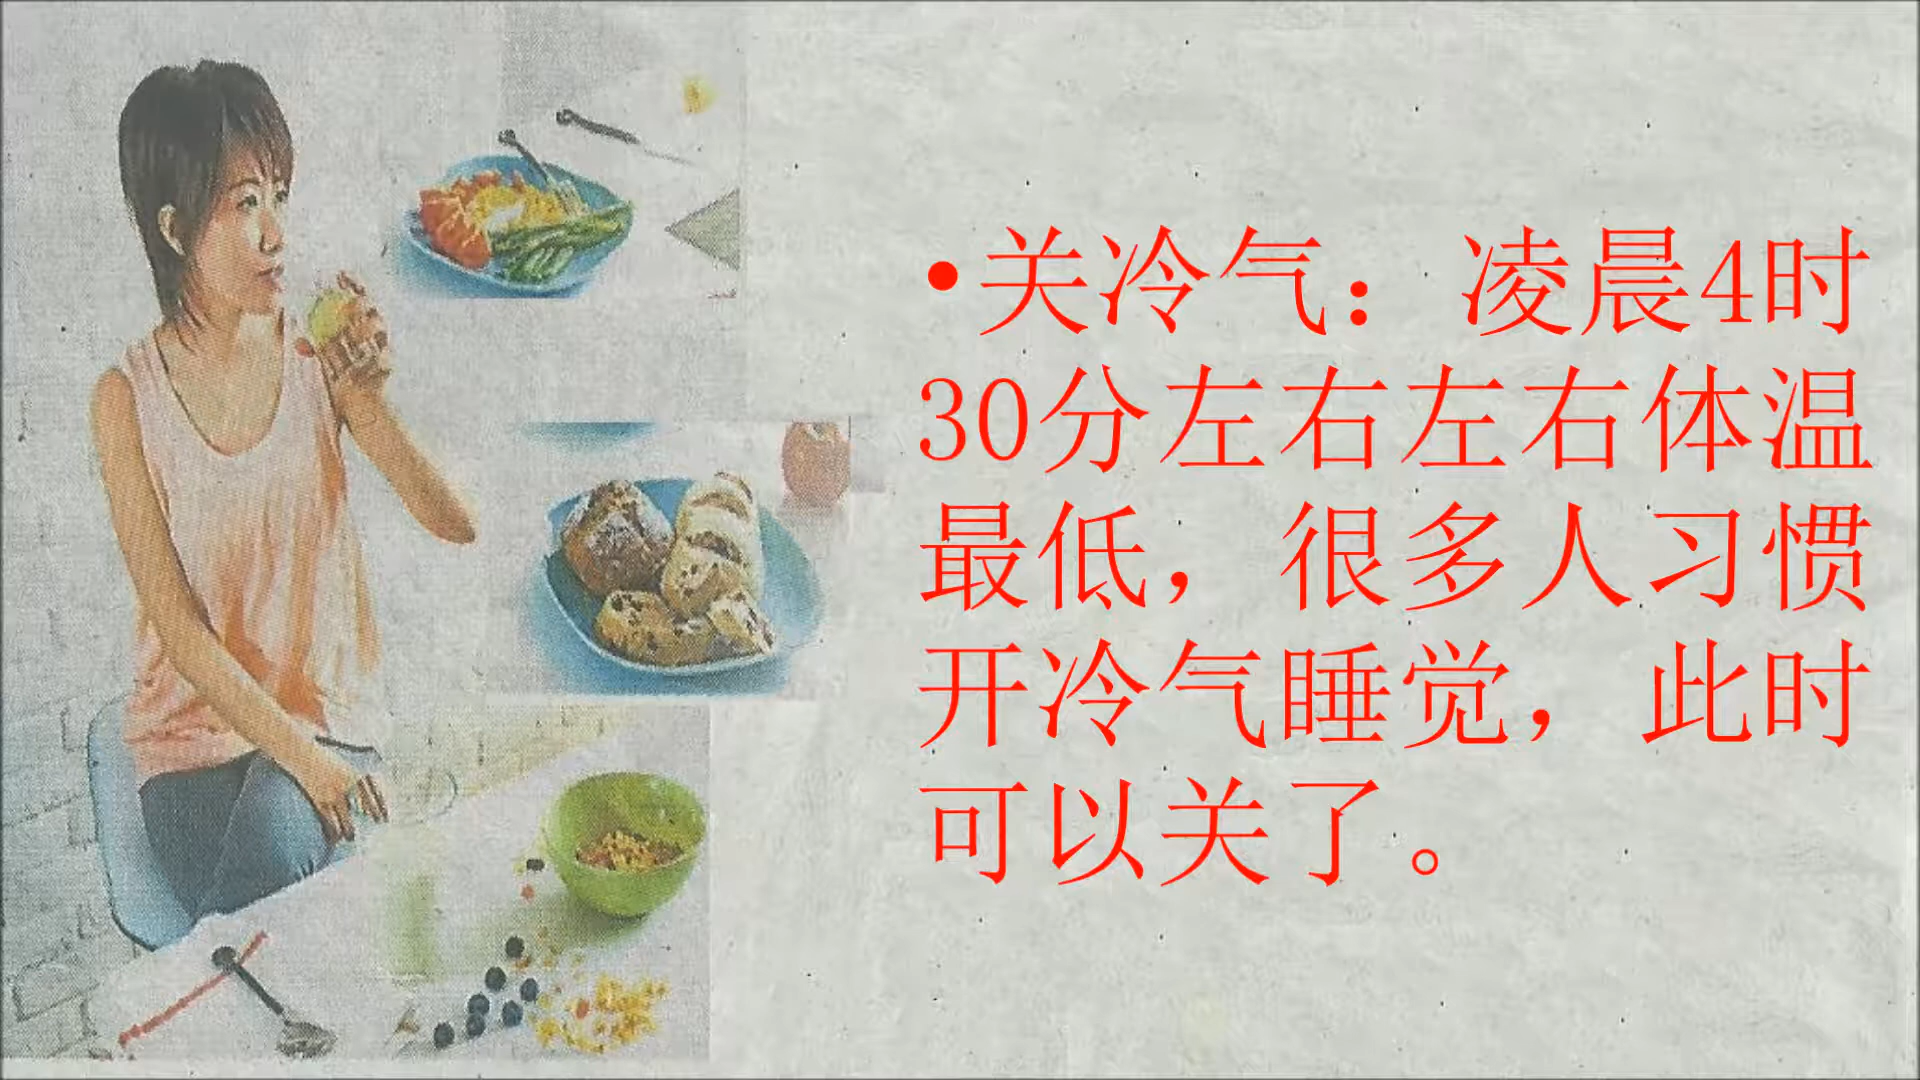 •关冷气：凌晨4时
30分左右左右体温
最低，很多人习惯
开冷气睡觉，此时
可以关了。